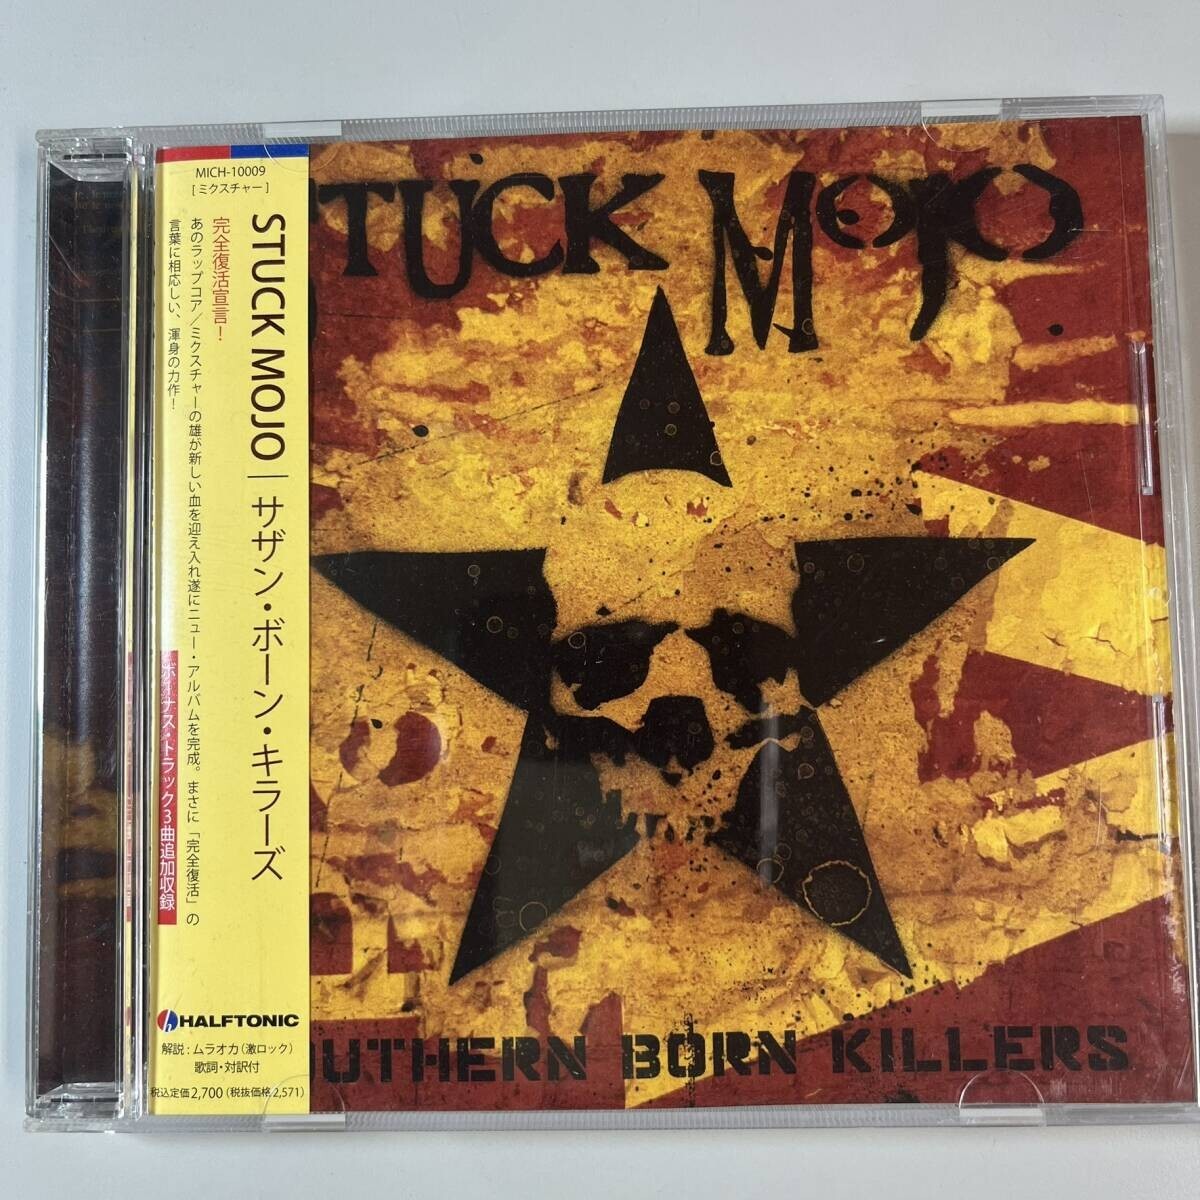 MICH-10009
[ミクスチャー]
STUCK MOJO｜サザン・ボーン・キラーズ
完全復活宣言！
あのラップコア／ミクスチャーの雄が新しい血を迎え入れ遂にニュー・アルバムを完成。まさに「完全復活」の
言葉に相応しい、渾身の力作！
ボーナス・トラック3曲追加収録
HALFTONIC
解説：ムラオカ(激ロック)
歌詞・対訳付
税込定価2,700(税抜価格2,571)
STUCK MOJO
OUTHERN BORN KILLERS